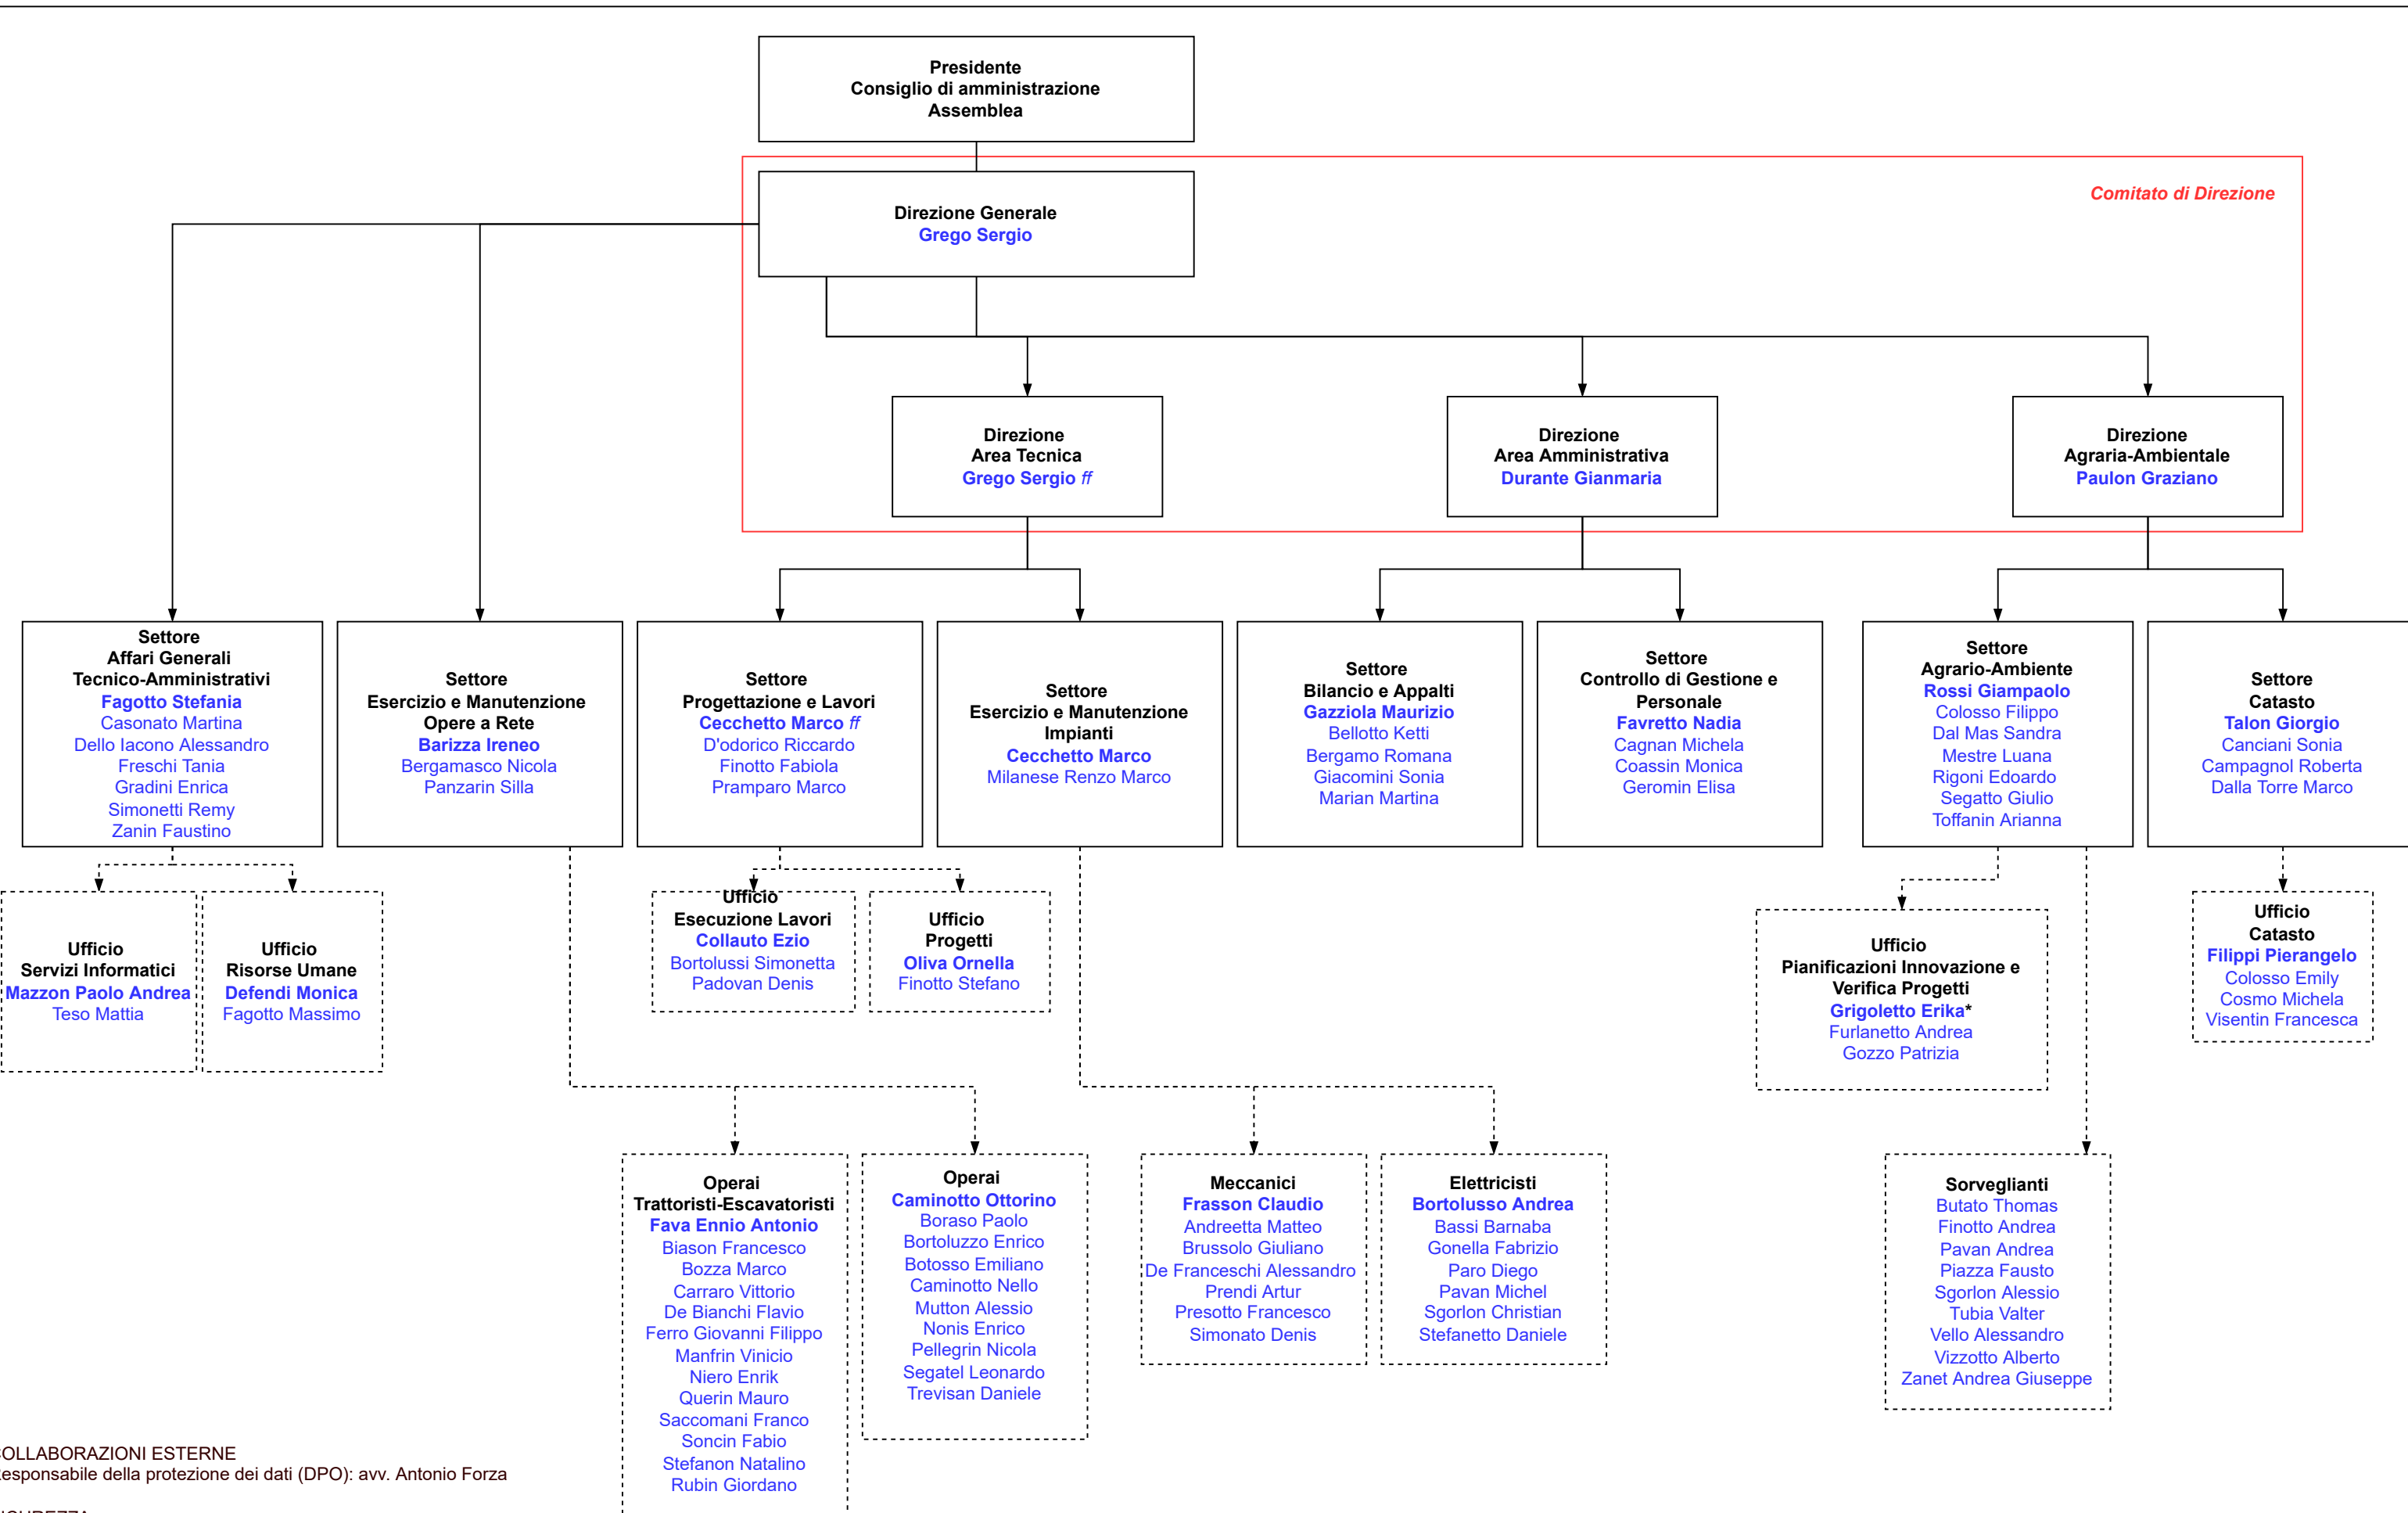 Presidente
Consiglio di amministrazione
Assemblea
Comitato di Direzione
Direzione Generale
Grego Sergio
Direzione
Area Tecnica
Grego Sergio ff
Direzione
Area Amministrativa
Durante Gianmaria
Direzione
Agraria-Ambientale
Paulon Graziano
Settore
Affari Generali
Tecnico-Amministrativi
Fagotto Stefania
Casonato Martina
Dello Iacono Alessandro
Freschi Tania
Gradini Enrica
Simonetti Remy
Zanin Faustino
Settore
Esercizio e Manutenzione
Opere a Rete
Barizza Ireneo
Bergamasco Nicola
Panzarin Silla
Settore
Progettazione e Lavori
Cecchetto Marco ff
D'odorico Riccardo
Finotto Fabiola
Pramparo Marco
Settore
Esercizio e Manutenzione
Impianti
Cecchetto Marco
Milanese Renzo Marco
Settore
Bilancio e Appalti
Gazziola Maurizio
Bellotto Ketti
Bergamo Romana
Giacomini Sonia
Marian Martina
Settore
Controllo di Gestione e
Personale
Favretto Nadia
Cagnan Michela
Coassin Monica
Geromin Elisa
Settore
Agrario-Ambiente
Rossi Giampaolo
Colosso Filippo
Dal Mas Sandra
Mestre Luana
Rigoni Edoardo
Segatto Giulio
Toffanin Arianna
Settore
Catasto
Talon Giorgio
Canciani Sonia
Campagnol Roberta
Dalla Torre Marco
Ufficio
Servizi Informatici
Mazzon Paolo Andrea
Teso Mattia
Ufficio
Risorse Umane
Defendi Monica
Fagotto Massimo
Ufficio
Esecuzione Lavori
Collauto Ezio
Bortolussi Simonetta
Padovan Denis
Ufficio
Progetti
Oliva Ornella
Finotto Stefano
Ufficio
Pianificazioni Innovazione e
Verifica Progetti
Grigoletto Erika*
Furlanetto Andrea
Gozzo Patrizia
Ufficio
Catasto
Filippi Pierangelo
Colosso Emily
Cosmo Michela
Visentin Francesca
Operai
Trattoristi-Escavatoristi
Fava Ennio Antonio
Biason Francesco
Bozza Marco
Carraro Vittorio
De Bianchi Flavio
Ferro Giovanni Filippo
Manfrin Vinicio
Niero Enrik
Querin Mauro
Saccomani Franco
Soncin Fabio
Stefanon Natalino
Rubin Giordano
Operai
Caminotto Ottorino
Boraso Paolo
Bortoluzzo Enrico
Botosso Emiliano
Caminotto Nello
Mutton Alessio
Nonis Enrico
Pellegrin Nicola
Segatel Leonardo
Trevisan Daniele
Meccanici
Frasson Claudio
Andreetta Matteo
Brussolo Giuliano
De Franceschi Alessandro
Prendi Artur
Presotto Francesco
Simonato Denis
Elettricisti
Bortolusso Andrea
Bassi Barnaba
Gonella Fabrizio
Paro Diego
Pavan Michel
Sgorlon Christian
Stefanetto Daniele
Sorveglianti
Butato Thomas
Finotto Andrea
Pavan Andrea
Piazza Fausto
Sgorlon Alessio
Tubia Valter
Vello Alessandro
Vizzotto Alberto
Zanet Andrea Giuseppe
OLLABORAZIONI ESTERNE
esponsabile della protezione dei dati (DPO): avv. Antonio Forza